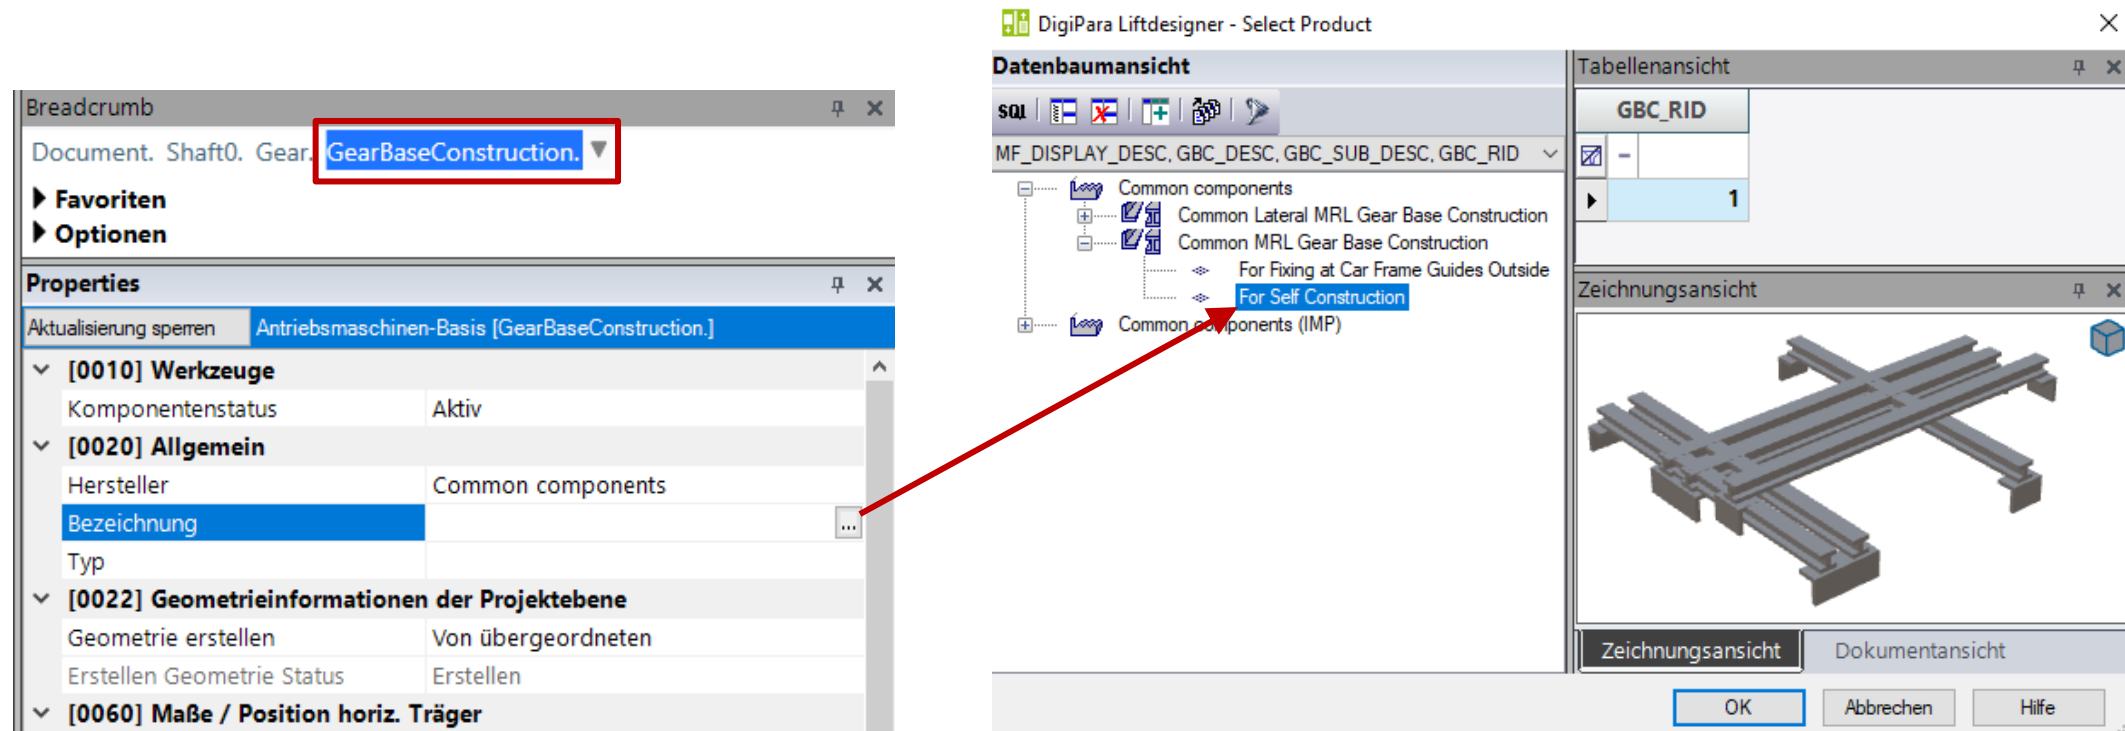 Breadcrumb
Document. Shaft0. Gear. GearBaseConstruction.
Favoriten
Optionen
Properties
Aktualisierung sperren Antriebsmaschinen-Basis [GearBaseConstruction.]
[0010] Werkzeuge
Komponentenstatus Aktiv
[0020] Allgemein
Hersteller Common components
Bezeichnung ...
Typ
[0022] Geometrieinformationen der Projektebene
Geometrie erstellen Von übergeordneten
Erstellen Geometrie Status Erstellen
[0060] Maße / Position horiz. Träger
DigiPara Liftdesigner - Select Product
Datenbaumansicht
SQL
MF_DISPLAY_DESC, GBC_DESC, GBC_SUB_DESC, GBC_RID
Common components
Common Lateral MRL Gear Base Construction
Common MRL Gear Base Construction
For Fixing at Car Frame Guides Outside
For Self Construction
Common components (IMP)
Tabellenansicht
GBC_RID
1
Zeichnungsansicht
Zeichnungsansicht Dokumentansicht
OK Abbrechen Hilfe